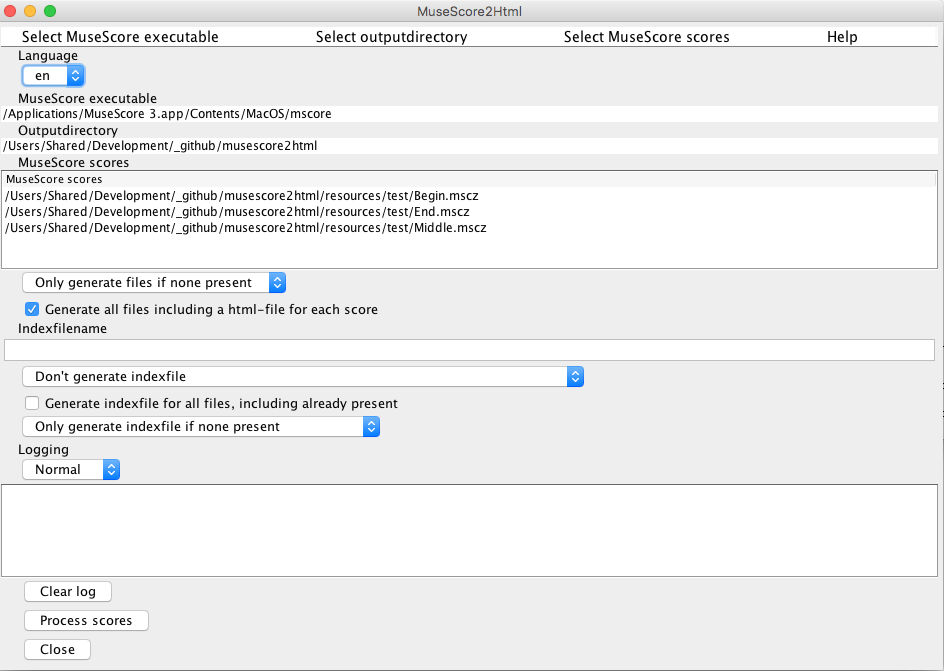 MuseScore2Html
Select MuseScore executable Select outputdirectory Select MuseScore scores Help
Language
en
MuseScore executable
/Applications/MuseScore 3.app/Contents/MacOS/mscore
Outputdirectory
/Users/Shared/Development/_github/musescore2html
MuseScore scores
MuseScore scores
/Users/Shared/Development/_github/musescore2html/resources/test/Begin.mscz
/Users/Shared/Development/_github/musescore2html/resources/test/End.mscz
/Users/Shared/Development/_github/musescore2html/resources/test/Middle.mscz
Only generate files if none present
Generate all files including a html-file for each score
Indexfilename
Don't generate indexfile
Generate indexfile for all files, including already present
Only generate indexfile if none present
Logging
Normal
Clear log
Process scores
Close